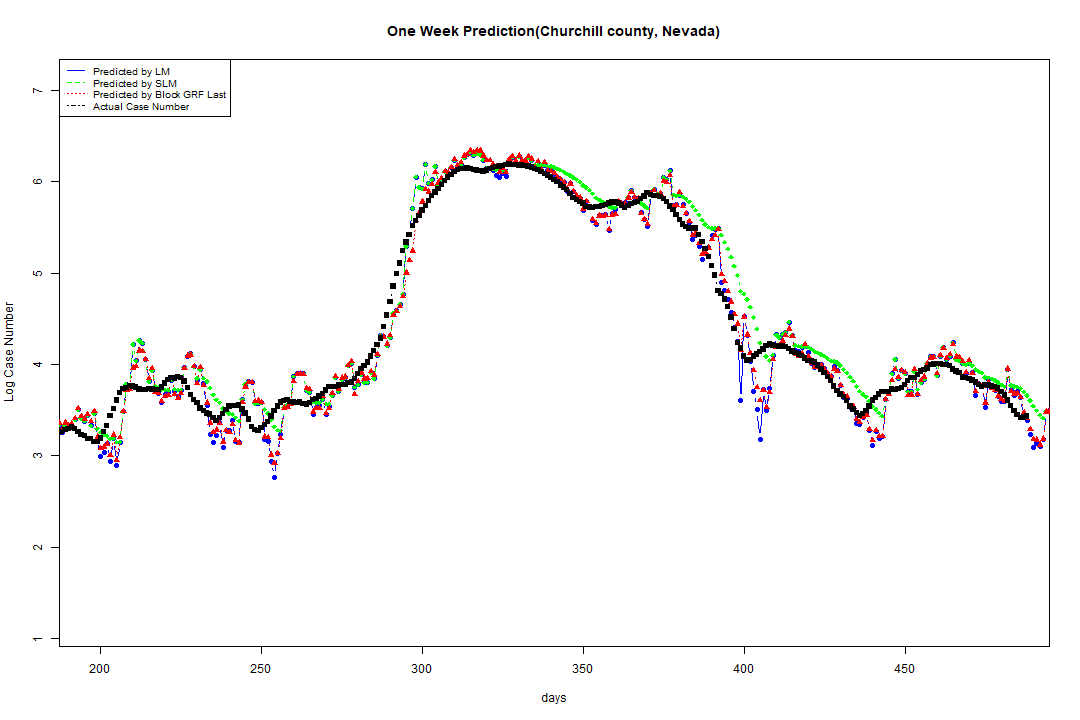 One Week Prediction(Churchill county, Nevada)
Predicted by LM
Predicted by SLM
Predicted by Block GRF Last
Actual Case Number
7
6
5
4
3
2
1
Log Case Number
200 250 300 350 400 450
days